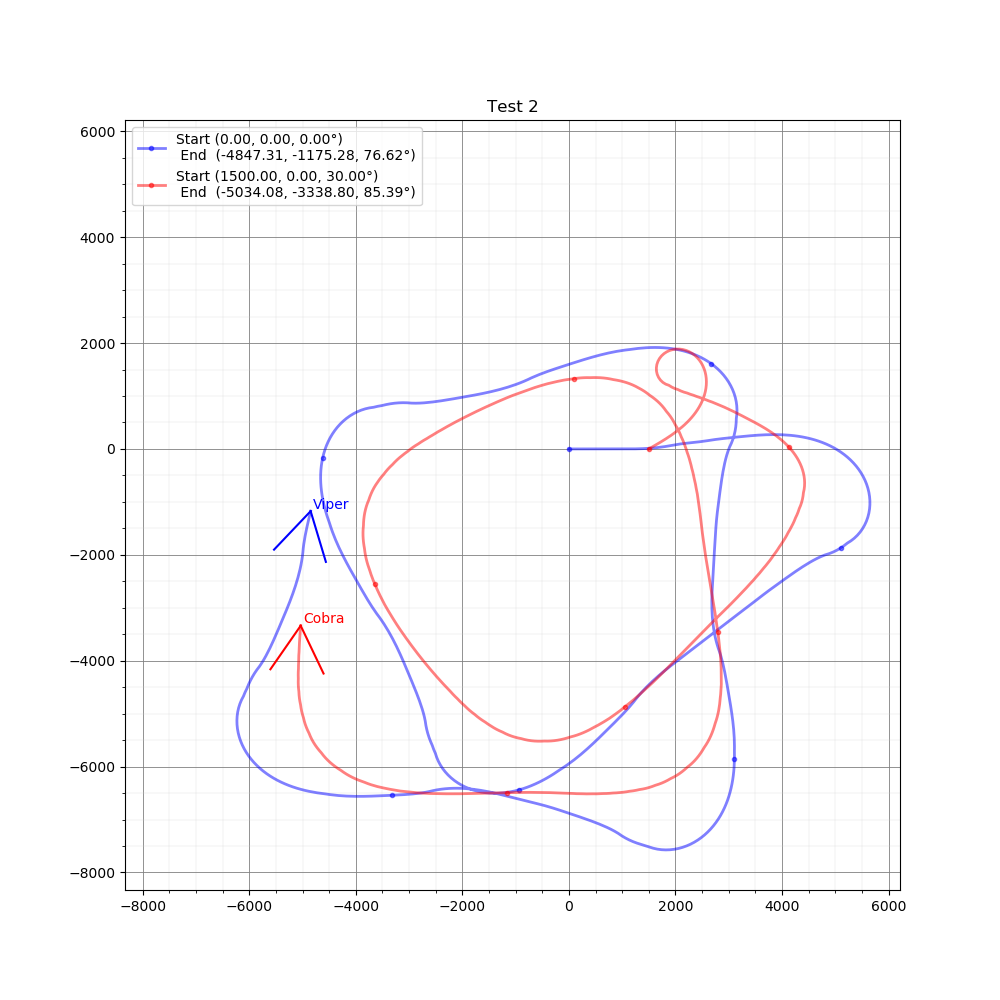 Test 2
Start (0.00, 0.00, 0.00°)
End (-4847.31, -1175.28, 76.62°)
Start (1500.00, 0.00, 30.00°)
End (-5034.08, -3338.80, 85.39°)
6000
4000
2000
0
−2000
−4000
−6000
−8000
Viper
Cobra
−8000 −6000 −4000 −2000 0 2000 4000 6000